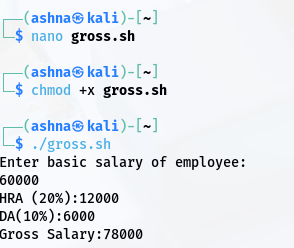 (ashna㉿kali)-[~]
$ nano gross.sh
(ashna㉿kali)-[~]
$ chmod +x gross.sh
(ashna㉿kali)-[~]
$ ./gross.sh
Enter basic salary of employee:
60000
HRA (20%):12000
DA(10%):6000
Gross Salary:78000